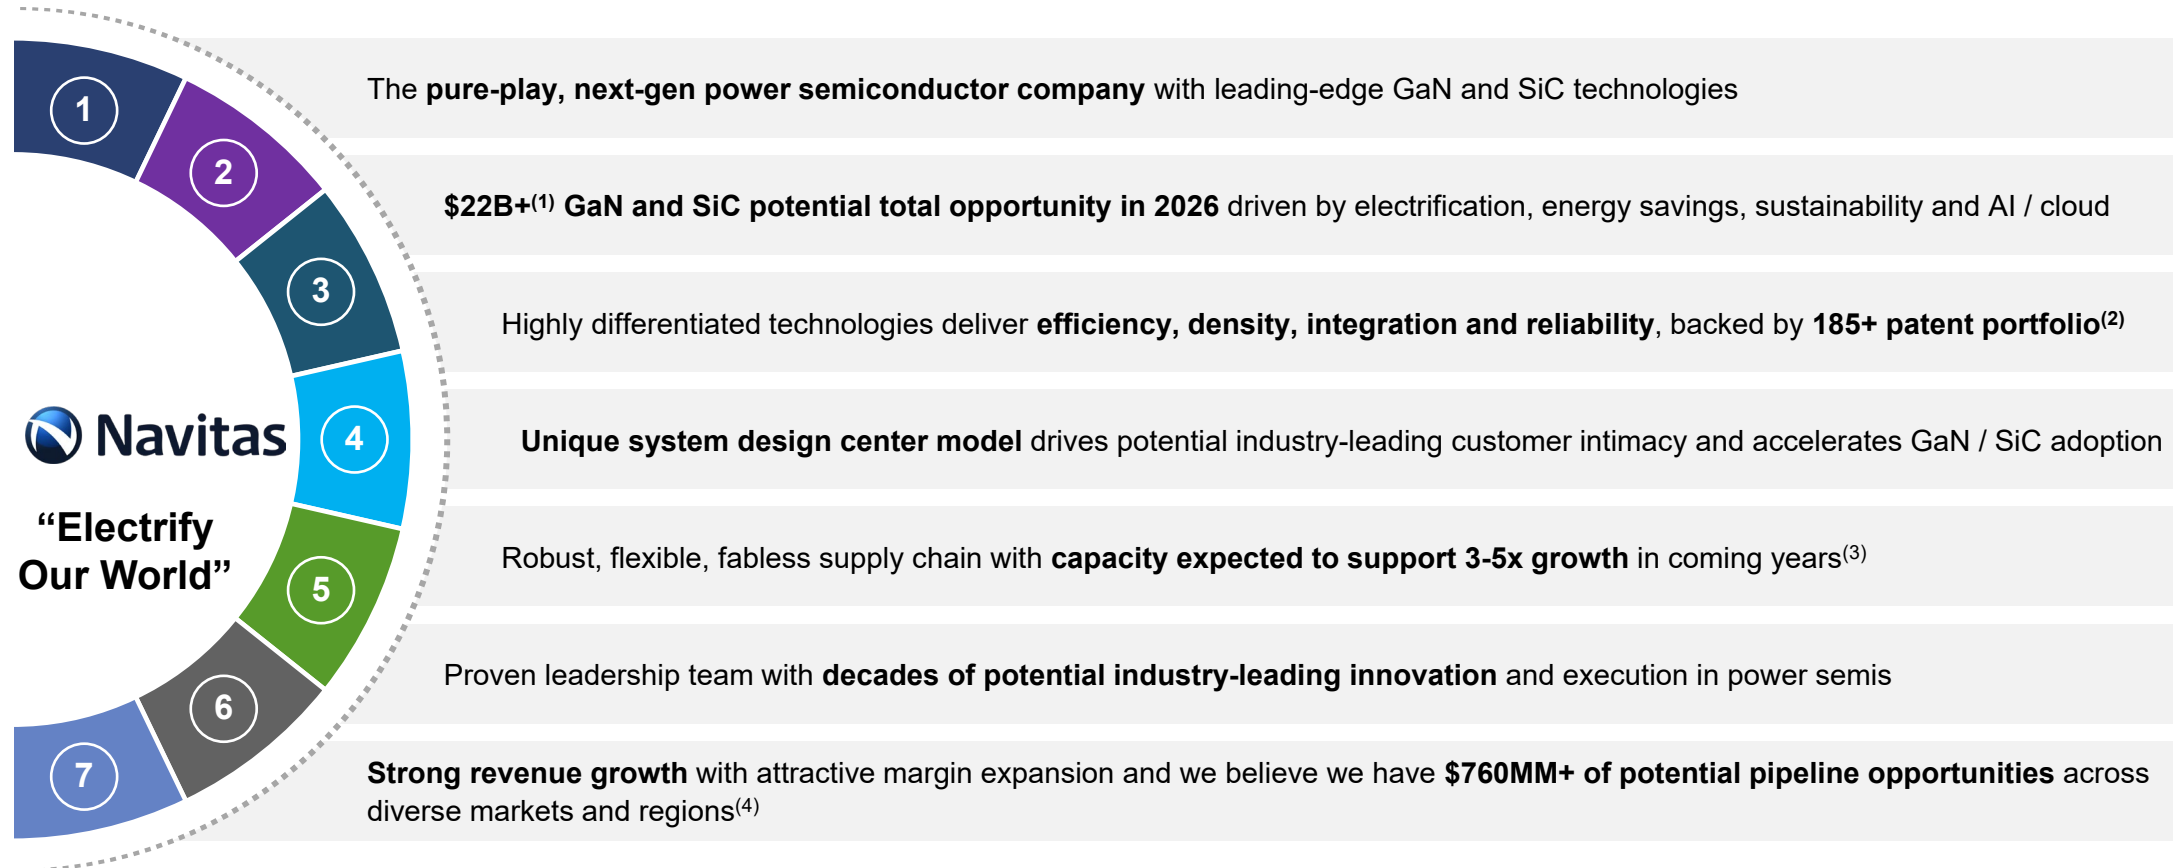 1
The pure-play, next-gen power semiconductor company with leading-edge GaN and SiC technologies
2
$22B+(1) GaN and SiC potential total opportunity in 2026 driven by electrification, energy savings, sustainability and AI / cloud
3
Highly differentiated technologies deliver efficiency, density, integration and reliability, backed by 185+ patent portfolio(2)
Navitas
“Electrify
Our World”
4
Unique system design center model drives potential industry-leading customer intimacy and accelerates GaN / SiC adoption
5
Robust, flexible, fabless supply chain with capacity expected to support 3-5x growth in coming years(3)
6
Proven leadership team with decades of potential industry-leading innovation and execution in power semis
7
Strong revenue growth with attractive margin expansion and we believe we have $760MM+ of potential pipeline opportunities across
diverse markets and regions(4)